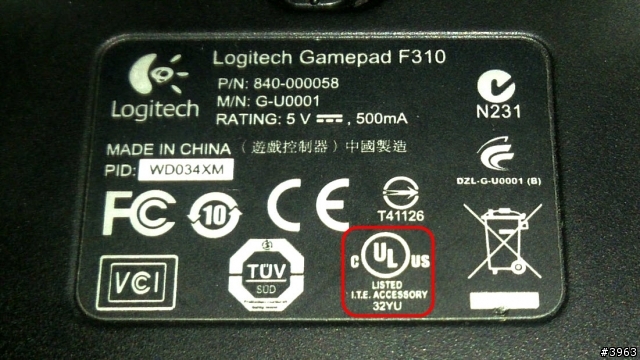 Logitech
Logitech Gamepad F310
P/N: 840-000058
M/N: G-U0001
RATING: 5 V ⎓, 500mA
N231
MADE IN CHINA (遊戲控制器) 中國製造
PID: WD034XM
DZL-G-U0001 (B)
FC
10
CE
T41126
VCI
TÜV
SÜD
C UL US
LISTED
I.T.E. ACCESSORY
32YU
#3963